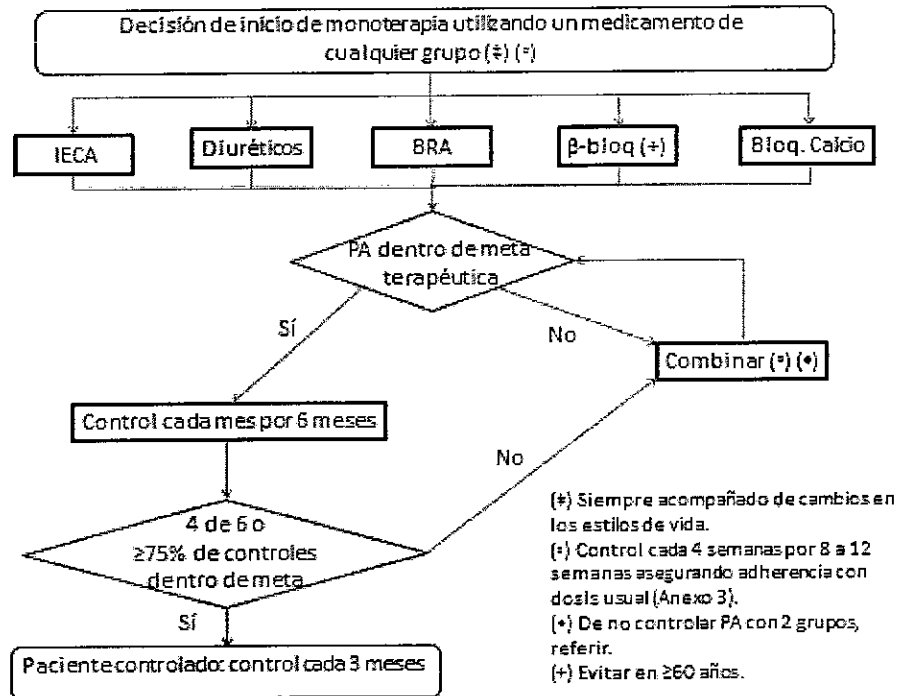 Decisión de inicio de monoterapia utilizando un medicamento de
cualquier grupo (‡) (°)
IECA
Diuréticos
BRA
β-bloq (+)
Bloq. Calcio
PA dentro de meta
terapéutica
Sí
No
Combinar (°) (•)
Control cada mes por 6 meses
No
4 de 6 o
≥75% de controles
dentro de meta
Sí
Paciente controlado: control cada 3 meses
(‡) Siempre acompañado de cambios en
los estilos de vida.
(°) Control cada 4 semanas por 8 a 12
semanas asegurando adherencia con
dosis usual (Anexo 3).
(•) De no controlar PA con 2 grupos,
referir.
(+) Evitar en ≥60 años.